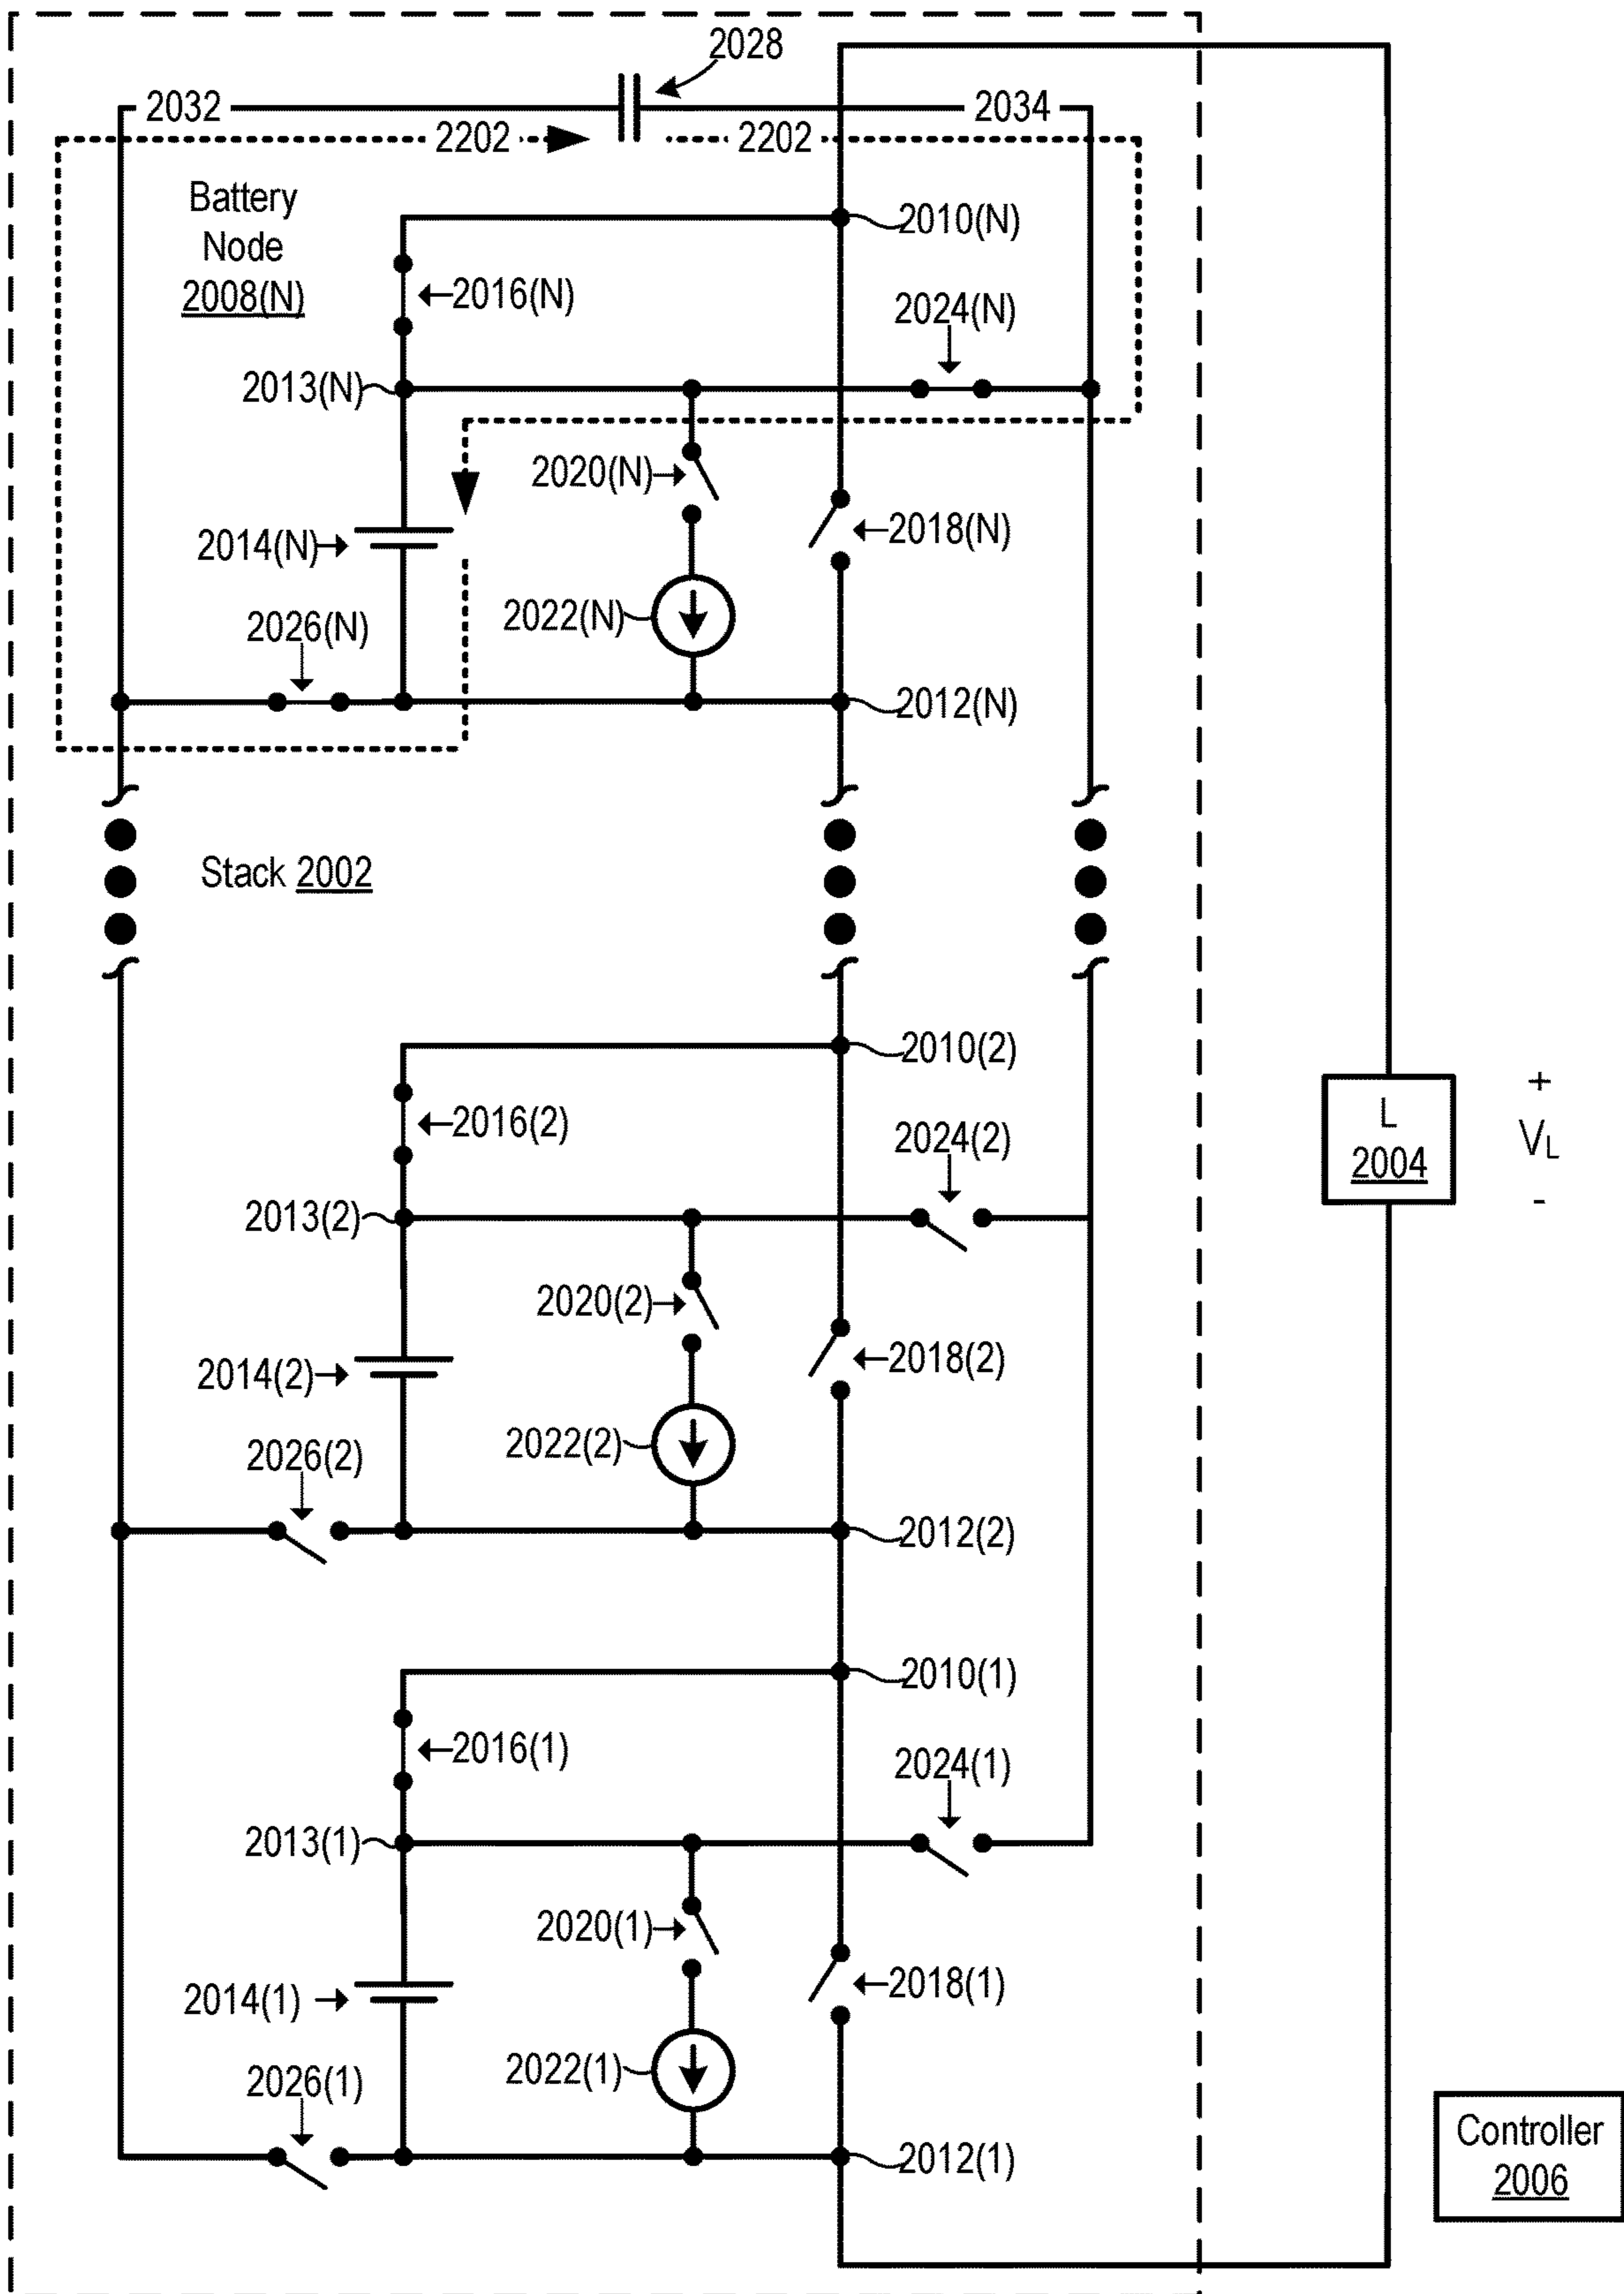 2028
2032
2034
2202
2202
Battery
Node
2008(N)
2010(N)
2016(N)
2024(N)
2013(N)
2020(N)
2014(N)
2018(N)
2022(N)
2026(N)
2012(N)
Stack 2002
2010(2)
2016(2)
2024(2)
L
2004
+
VL
-
2013(2)
2020(2)
2014(2)
2018(2)
2022(2)
2026(2)
2012(2)
2010(1)
2016(1)
2024(1)
2013(1)
2020(1)
2014(1)
2018(1)
2022(1)
2026(1)
2012(1)
Controller
2006